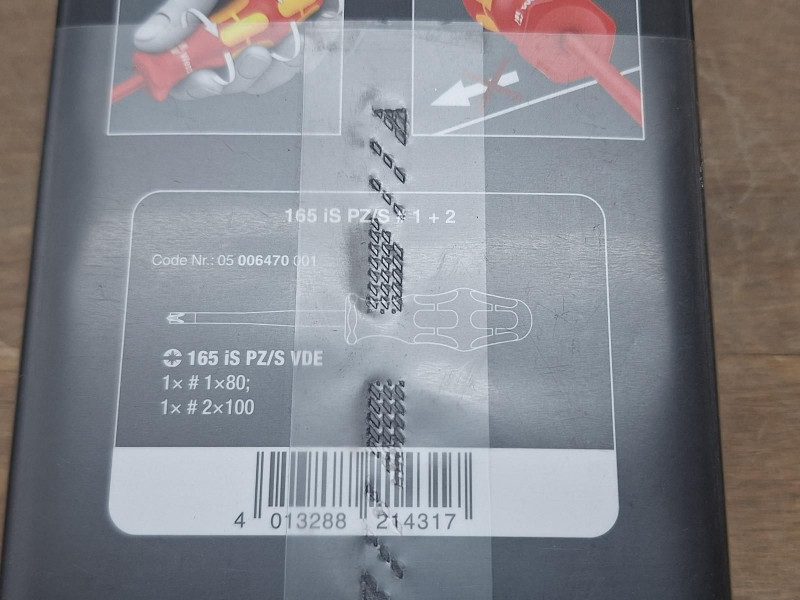 165 iS PZ/S # 1 + 2
Code Nr.: 05 006470 001
165 iS PZ/S VDE
1× # 1×80;
1× # 2×100
4 013288 214317